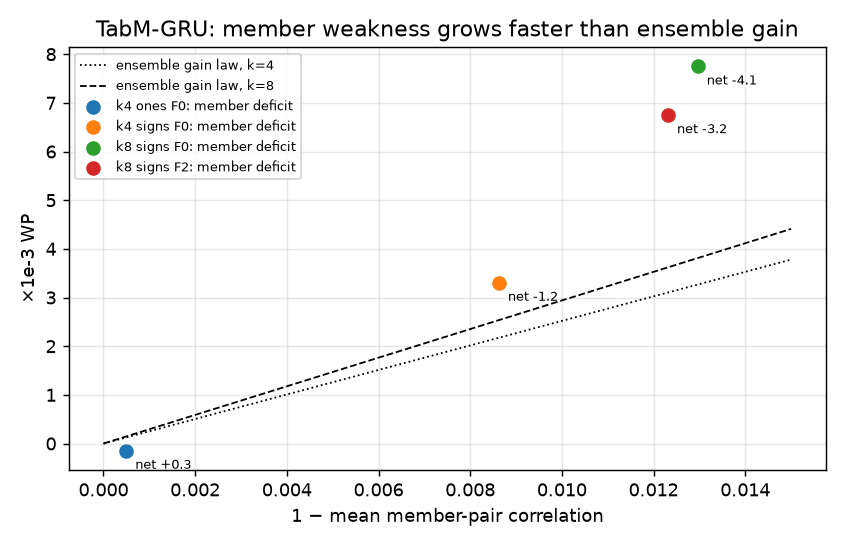 TabM-GRU: member weakness grows faster than ensemble gain
ensemble gain law, k=4
ensemble gain law, k=8
k4 ones F0: member deficit
k4 signs F0: member deficit
k8 signs F0: member deficit
k8 signs F2: member deficit
net -4.1
net -3.2
net -1.2
net +0.3
×1e-3 WP
8
7
6
5
4
3
2
1
0
0.000 0.002 0.004 0.006 0.008 0.010 0.012 0.014
1 − mean member-pair correlation